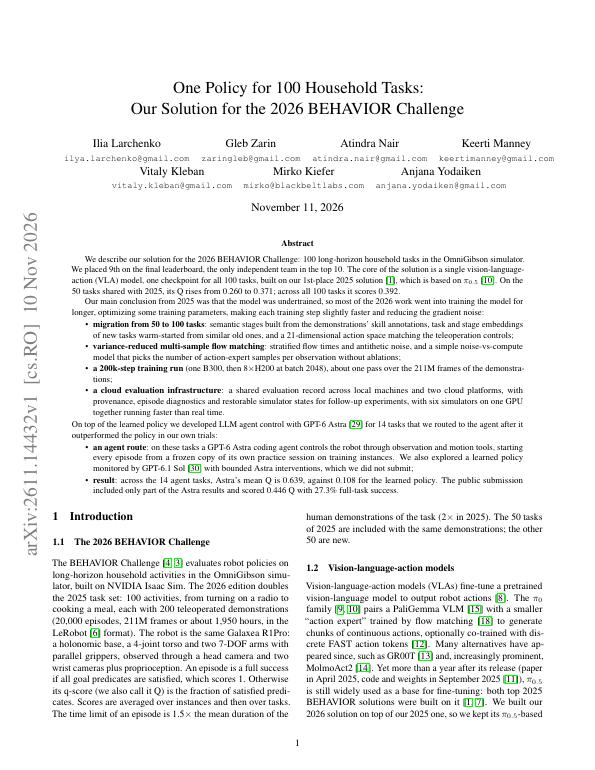 One Policy for 100 Household Tasks:
Our Solution for the 2026 BEHAVIOR Challenge
Ilia Larchenko Gleb Zarin Atindra Nair Keerti Manney
ilya.larchenko@gmail.com zaringleb@gmail.com atindra.nair@gmail.com keertimanney@gmail.com
Vitaly Kleban Mirko Kiefer Anjana Yodaiken
vitaly.kleban@gmail.com mirko@blackbeltlabs.com anjana.yodaiken@gmail.com
November 11, 2026
arXiv:2611.14432v1 [cs.RO] 10 Nov 2026
Abstract
We describe our solution for the 2026 BEHAVIOR Challenge: 100 long-horizon household tasks in the OmniGibson simulator.
We placed 9th on the final leaderboard, the only independent team in the top 10. The core of the solution is a single vision-language-
action (VLA) model, one checkpoint for all 100 tasks, built on our 1st-place 2025 solution [1], which is based on π0.5 [10]. On the
50 tasks shared with 2025, its Q rises from 0.260 to 0.371; across all 100 tasks it scores 0.392.
Our main conclusion from 2025 was that the model was undertrained, so most of the 2026 work went into training the model for
longer, optimizing some training parameters, making each training step slightly faster and reducing the gradient noise:
• migration from 50 to 100 tasks: semantic stages built from the demonstrations' skill annotations, task and stage embeddings
of new tasks warm-started from similar old ones, and a 21-dimensional action space matching the teleoperation controls;
• variance-reduced multi-sample flow matching: stratified flow times and antithetic noise, and a simple noise-vs-compute
model that picks the number of action-expert samples per observation without ablations;
• a 200k-step training run (one B300, then 8×H200 at batch 2048), about one pass over the 211M frames of the demonstra-
tions;
• a cloud evaluation infrastructure: a shared evaluation record across local machines and two cloud platforms, with
provenance, episode diagnostics and restorable simulator states for follow-up experiments, with six simulators on one GPU
together running faster than real time.
On top of the learned policy we developed LLM agent control with GPT-6 Astra [29] for 14 tasks that we routed to the agent after it
outperformed the policy in our own trials:
• an agent route: on these tasks a GPT-6 Astra coding agent controls the robot through observation and motion tools, starting
every episode from a frozen copy of its own practice session on training instances. We also explored a learned policy
monitored by GPT-6.1 Sol [30] with bounded Astra interventions, which we did not submit;
• result: across the 14 agent tasks, Astra's mean Q is 0.639, against 0.108 for the learned policy. The public submission
included only part of the Astra results and scored 0.446 Q with 27.3% full-task success.
1 Introduction
1.1 The 2026 BEHAVIOR Challenge
The BEHAVIOR Challenge [4, 3] evaluates robot policies on
long-horizon household activities in the OmniGibson simu-
lator, built on NVIDIA Isaac Sim. The 2026 edition doubles
the 2025 task set: 100 activities, from turning on a radio to
cooking a meal, each with 200 teleoperated demonstrations
(20,000 episodes, 211M frames or about 1,950 hours, in the
LeRobot [6] format). The robot is the same Galaxea R1Pro:
a holonomic base, a 4-joint torso and two 7-DOF arms with
parallel grippers, observed through a head camera and two
wrist cameras plus proprioception. An episode is a full success
if all goal predicates are satisfied, which scores 1. Otherwise
its q-score (we also call it Q) is the fraction of satisfied predi-
cates. Scores are averaged over instances and then over tasks.
The time limit of an episode is 1.5× the mean duration of the
human demonstrations of the task (2× in 2025). The 50 tasks
of 2025 are included with the same demonstrations; the other
50 are new.
1.2 Vision-language-action models
Vision-language-action models (VLAs) fine-tune a pretrained
vision-language model to output robot actions [8]. The π0
family [9, 10] pairs a PaliGemma VLM [15] with a smaller
"action expert" trained by flow matching [18] to generate
chunks of continuous actions, optionally co-trained with dis-
crete FAST action tokens [12]. Many alternatives have ap-
peared since, such as GR00T [13] and, increasingly prominent,
MolmoAct2 [14]. Yet more than a year after its release (paper
in April 2025, code and weights in September 2025 [11]), π0.5
is still widely used as a base for fine-tuning: both top 2025
BEHAVIOR solutions were built on it [1, 7]. We built our
2026 solution on top of our 2025 one, so we kept its π0.5-based
1